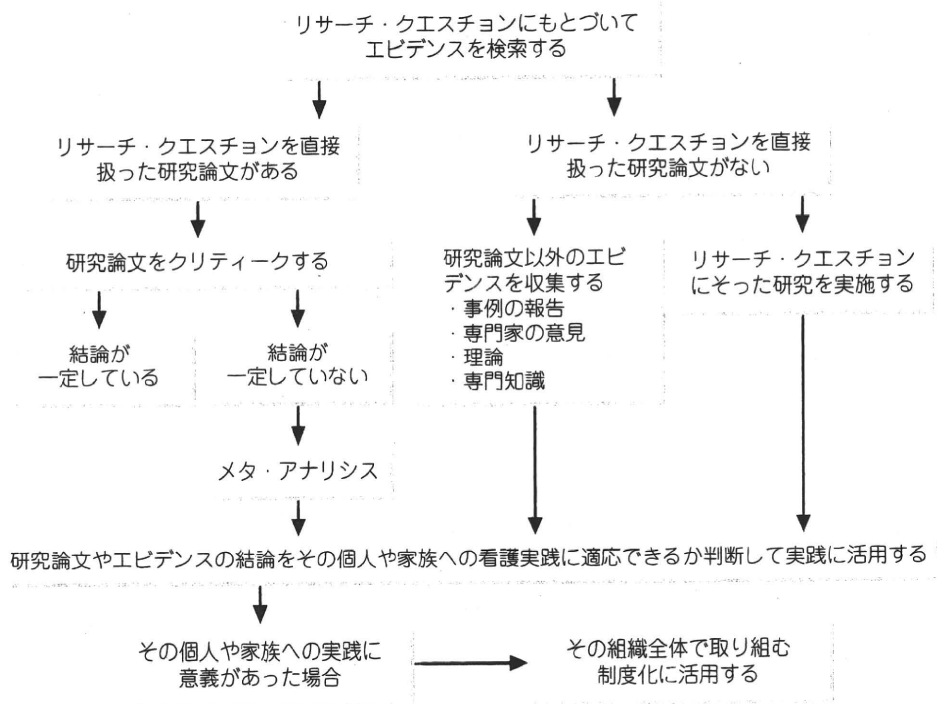 リサーチ・クエスチョンにもとづいて
エビデンスを検索する
リサーチ・クエスチョンを直接
扱った研究論文がある
リサーチ・クエスチョンを直接
扱った研究論文がない
研究論文をクリティークする
研究論文以外のエビ
デンスを収集する
・事例の報告
・専門家の意見
・理論
・専門知識
リサーチ・クエスチョン
にそった研究を実施する
結論が
一定している
結論が
一定していない
メタ・アナリシス
研究論文やエビデンスの結論をその個人や家族への看護実践に適応できるか判断して実践に活用する
その個人や家族への実践に
意義があった場合
その組織全体で取り組む
制度化に活用する